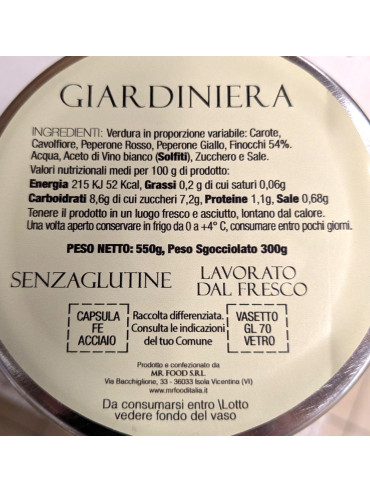 GIARDINIERA
INGREDIENTI: Verdura in proporzione variabile: Carote,
Cavolfiore, Peperone Rosso, Peperone Giallo, Finocchi 54%.
Acqua, Aceto di Vino bianco (Solfiti), Zucchero e Sale.
Valori nutrizionali medi per 100 g di prodotto:
Energia 215 KJ 52 Kcal, Grassi 0,2 g di cui saturi 0,06g
Carboidrati 8,6g di cui zuccheri 7,2g, Proteine 1,1g, Sale 0,68g
Tenere il prodotto in un luogo fresco e asciutto, lontano dal calore.
Una volta aperto conservare in frigo da 0 a +4° C, consumare entro pochi giorni.
PESO NETTO: 550g, Peso Sgocciolato 300g
SENZAGLUTINE
LAVORATO
DAL FRESCO
CAPSULA
FE
ACCIAIO
Raccolta differenziata.
Consulta le indicazioni
del tuo Comune
VASETTO
GL 70
VETRO
Prodotto e confezionato da
MR. FOOD S.R.L.
Via Bacchiglione, 33 - 36033 Isola Vicentina (VI)
www.mrfooditalia.com
Da consumarsi entro \Lotto
vedere fondo del vaso